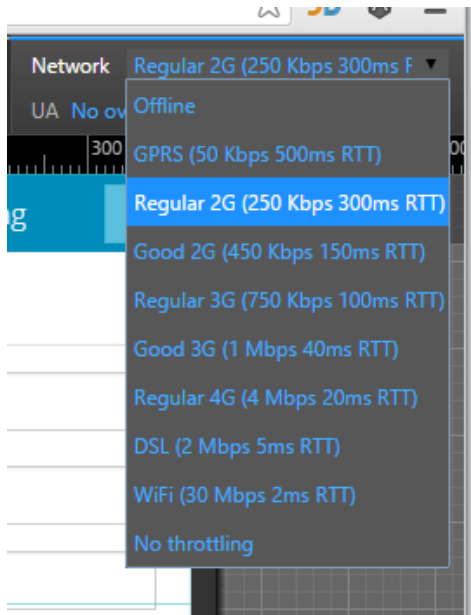 Network Regular 2G (250 Kbps 300ms F
UA No ov
300
00
g
Offline
GPRS (50 Kbps 500ms RTT)
Regular 2G (250 Kbps 300ms RTT)
Good 2G (450 Kbps 150ms RTT)
Regular 3G (750 Kbps 100ms RTT)
Good 3G (1 Mbps 40ms RTT)
Regular 4G (4 Mbps 20ms RTT)
DSL (2 Mbps 5ms RTT)
WiFi (30 Mbps 2ms RTT)
No throttling